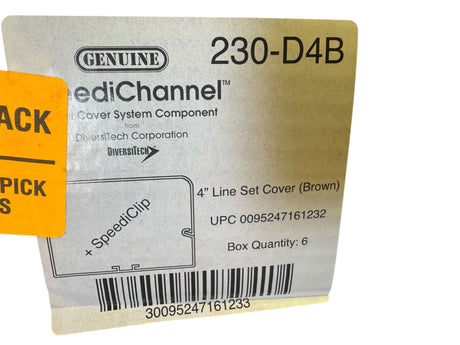 GENUINE
230-D4B
eediChannel™
Cover System Component
from
DiversiTech Corporation
DIVERSITECH
ACK
PICK
S
4" Line Set Cover (Brown)
+ SpeediClip
UPC 0095247161232
Box Quantity: 6
30095247161233